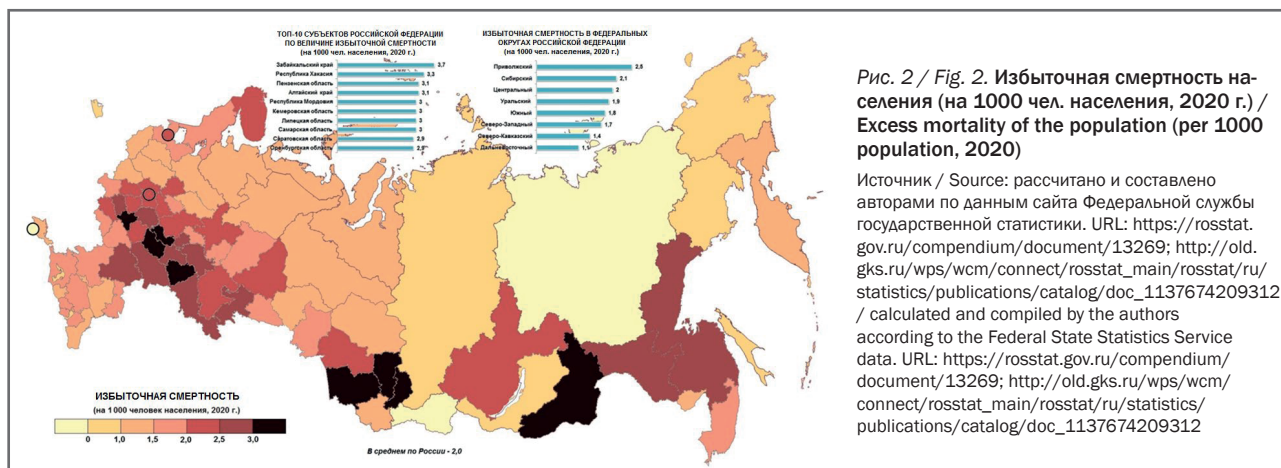 ТОП-10 СУБЪЕКТОВ РОССИЙСКОЙ ФЕДЕРАЦИИ
ПО ВЕЛИЧИНЕ ИЗБЫТОЧНОЙ СМЕРТНОСТИ
(на 1000 чел. населения, 2020 г.)
Забайкальский край 3,7
Республика Хакасия 3,3
Пензенская область 3,1
Алтайский край 3,1
Республика Мордовия 3
Кемеровская область 3
Липецкая область 3
Самарская область 3
Саратовская область 2,9
Оренбургская область 2,9
ИЗБЫТОЧНАЯ СМЕРТНОСТЬ В ФЕДЕРАЛЬНЫХ
ОКРУГАХ РОССИЙСКОЙ ФЕДЕРАЦИИ
(на 1000 чел. населения, 2020 г.)
Приволжский
Сибирский 2,1
Центральный 2
Уральский 1,9
Южный 1,8
Северо-Западный 1,7
Северо-Кавказский 1,4
Дальневосточный
ИЗБЫТОЧНАЯ СМЕРТНОСТЬ
(на 1000 человек населения, 2020 г.)
0 1,0 1,5 2,0 2,5 3,0
В среднем по России - 2,0
Рис. 2 / Fig. 2. Избыточная смертность на-
селения (на 1000 чел. населения, 2020 г.) /
Excess mortality of the population (per 1000
population, 2020)
Источник / Source: рассчитано и составлено
авторами по данным сайта Федеральной службы
государственной статистики. URL: https://rosstat.
gov.ru/compendium/document/13269; http://old.
gks.ru/wps/wcm/connect/rosstat_main/rosstat/ru/
statistics/publications/catalog/doc_1137674209312
/ calculated and compiled by the authors
according to the Federal State Statistics Service
data. URL: https://rosstat.gov.ru/compendium/
document/13269; http://old.gks.ru/wps/wcm/
connect/rosstat_main/rosstat/ru/statistics/
publications/catalog/doc_1137674209312